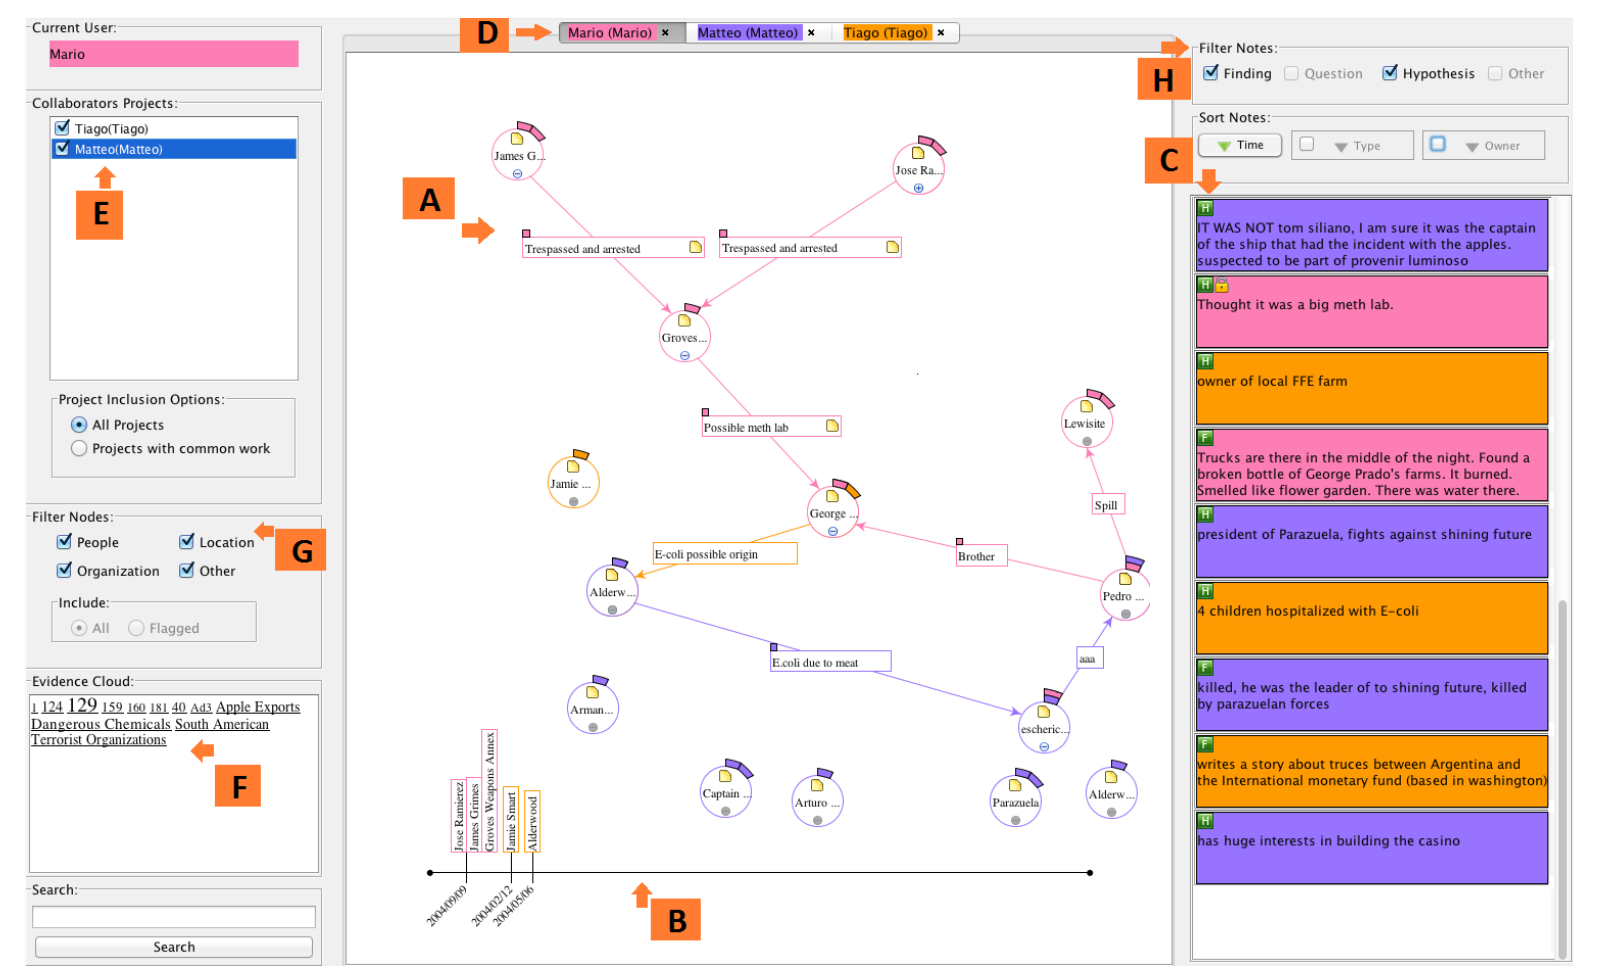 Current User:
Mario
Collaborators Projects:
Tiago(Tiago)
Matteo(Matteo)
E
Project Inclusion Options:
All Projects
Projects with common work
Filter Nodes:
People
Location
Organization
Other
G
Include:
All
Flagged
Evidence Cloud:
1 124 129 159 160 181 40 Ad3 Apple Exports
Dangerous Chemicals South American
Terrorist Organizations
F
Search:
Search
D
Mario (Mario) ×
Matteo (Matteo) ×
Tiago (Tiago) ×
James G...
Jose Ra...
A
Trespassed and arrested
Trespassed and arrested
Groves...
Possible meth lab
Lewisite
Jamie ...
George ...
Spill
E-coli possible origin
Brother
Alderw...
Pedro ...
E.coli due to meat
aaa
Arman...
escheric...
Captain ...
Arturo ...
Parazuela
Alderw...
Jose Ramierez
James Grimes
Groves Weapons Annex
Jamie Smart
Alderwood
2004/09/09
2004/02/12
2004/05/06
B
H
Filter Notes:
Finding
Question
Hypothesis
Other
Sort Notes:
C
Time
Type
Owner
H
IT WAS NOT tom siliano, I am sure it was the captain
of the ship that had the incident with the apples.
suspected to be part of provenir luminoso
H
Thought it was a big meth lab.
H
owner of local FFE farm
F
Trucks are there in the middle of the night. Found a
broken bottle of George Prado's farms. It burned.
Smelled like flower garden. There was water there.
H
president of Parazuela, fights against shining future
H
4 children hospitalized with E-coli
F
killed, he was the leader of to shining future, killed
by parazuelan forces
F
writes a story about truces between Argentina and
the International monetary fund (based in washington)
H
has huge interests in building the casino